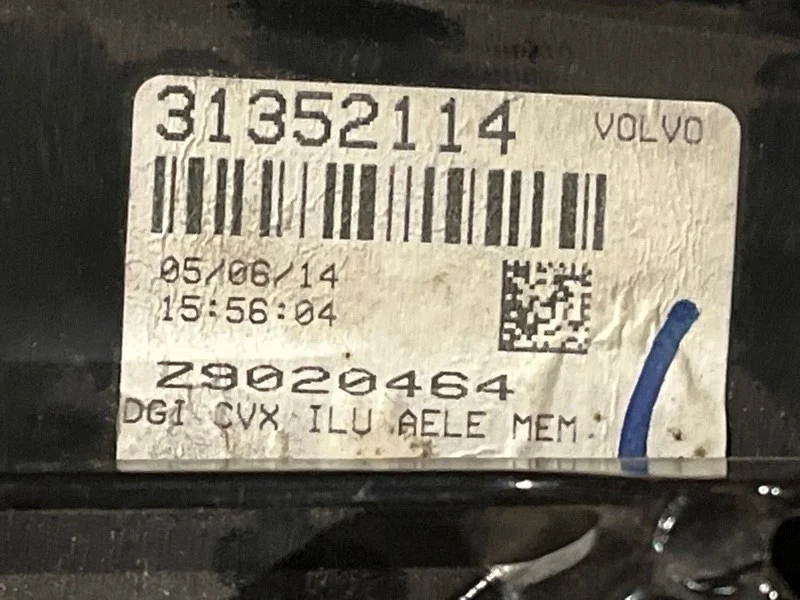 31352114 VOLVO
05/06/14
15:56:04
Z9020464
DGI CVX ILU AELE MEM.